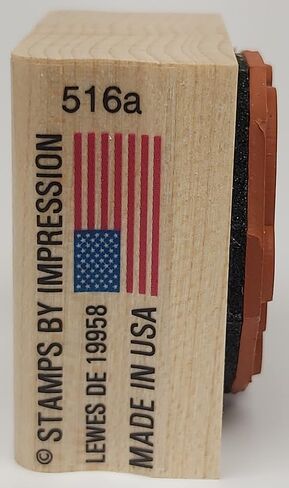 516a
© STAMPS BY IMPRESSION
LEWES DE 19958
MADE IN USA